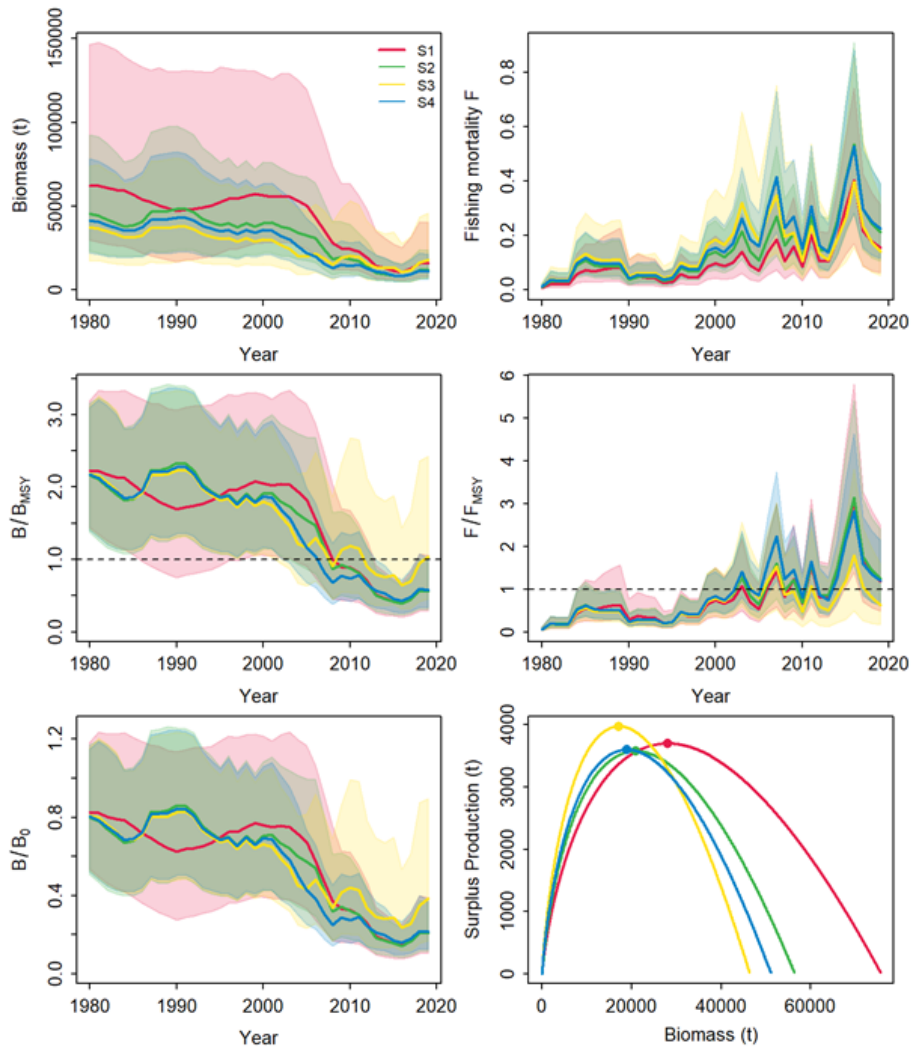 Biomass (t)
150000
100000
50000
0
S1
S2
S3
S4
1980 1990 2000 2010 2020
Year
Fishing mortality F
0.8
0.6
0.4
0.2
0.0
1980 1990 2000 2010 2020
Year
B/BMSY
3.0
2.0
1.0
0.0
1980 1990 2000 2010 2020
Year
F/FMSY
6
5
4
3
2
1
0
1980 1990 2000 2010 2020
Year
B/B0
1.2
0.8
0.4
0.0
1980 1990 2000 2010 2020
Year
Surplus Production (t)
4000
3000
2000
1000
0
0 20000 40000 60000
Biomass (t)